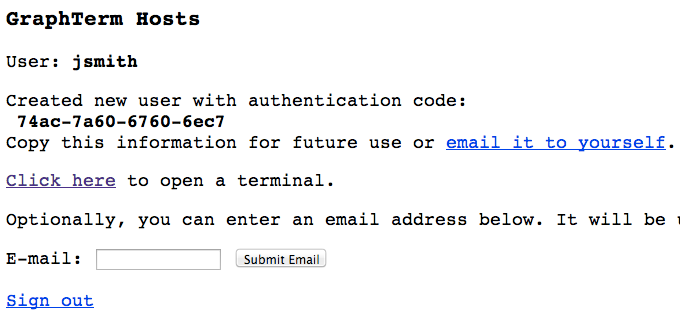 GraphTerm Hosts
User: jsmith
Created new user with authentication code:
74ac-7a60-6760-6ec7
Copy this information for future use or email it to yourself.
Click here to open a terminal.
Optionally, you can enter an email address below. It will be
E-mail: Submit Email
Sign out